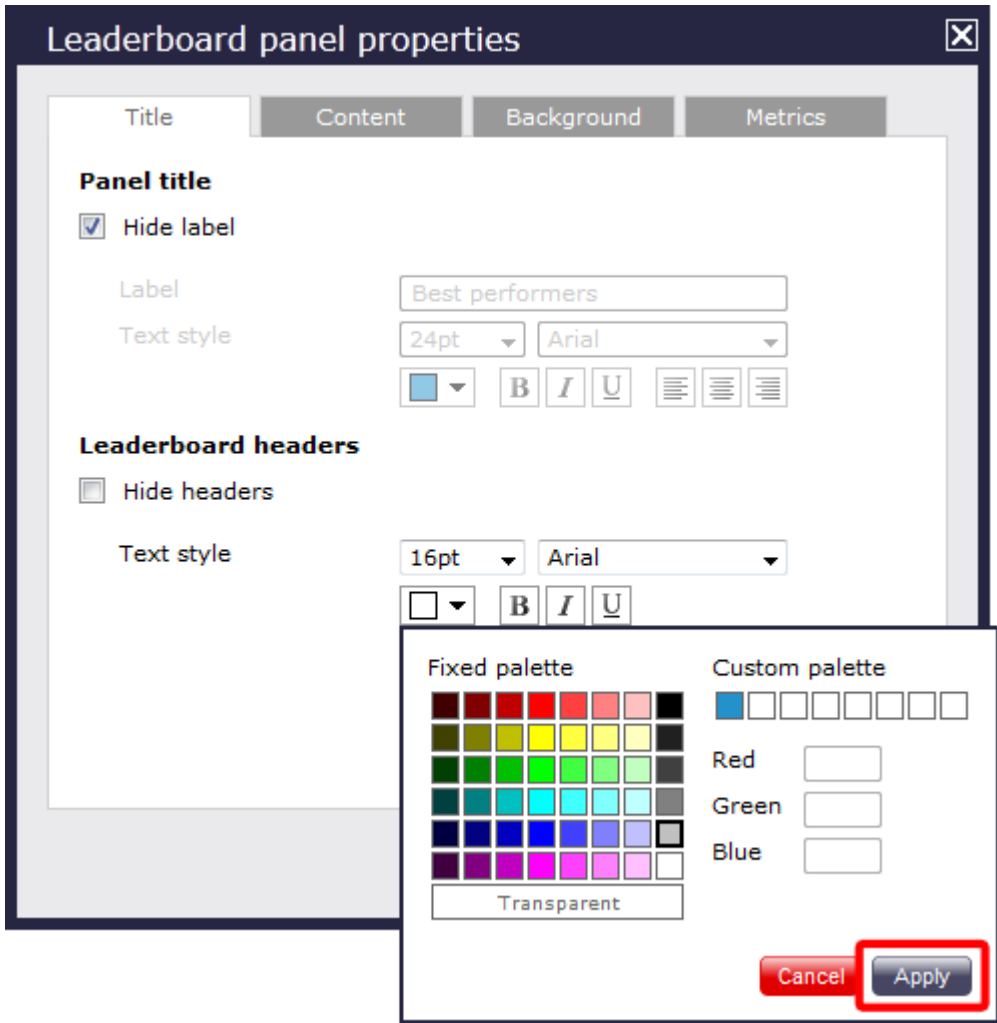 Leaderboard panel properties
Title Content Background Metrics
Panel title
Hide label
Label Best performers
Text style 24pt Arial
B I U
Leaderboard headers
Hide headers
Text style 16pt Arial
B I U
Fixed palette Custom palette
Red
Green
Blue
Transparent
Cancel Apply